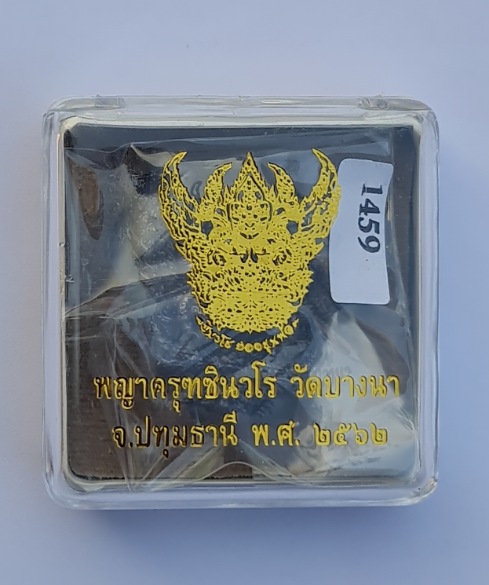 1459
พญาครุฑชินวโร วัดบางนา
จ.ปทุมธานี พ.ศ. ๒๕๖๒